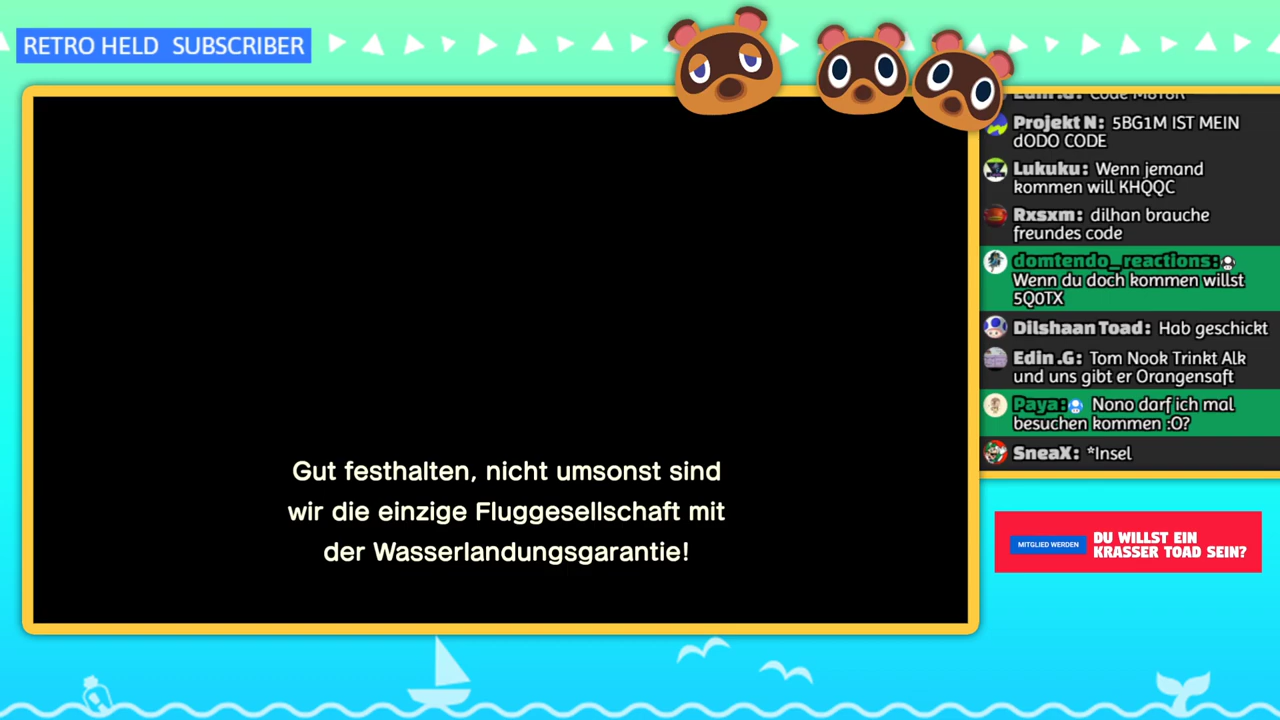 RETRO HELD SUBSCRIBER
Projekt N: 5BG1M IST MEIN
dODO CODE
Lukuku: Wenn jemand
kommen will KHQQC
Rxsxm: dilhan brauche
freundes code
domtendo_reactions:
Wenn du doch kommen willst
5Q0TX
Dilshaan Toad: Hab geschickt
Edin .G: Tom Nook Trinkt Alk
und uns gibt er Orangensaft
Paya: Nono darf ich mal
besuchen kommen :O?
SneaX: *Insel
Gut festhalten, nicht umsonst sind
wir die einzige Fluggesellschaft mit
der Wasserlandungsgarantie!
MITGLIED WERDEN
DU WILLST EIN
KRASSER TOAD SEIN?